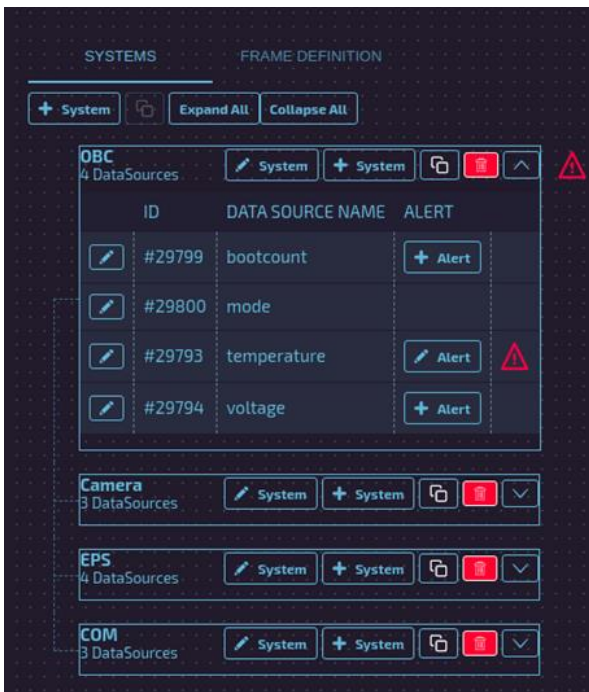 SYSTEMS FRAME DEFINITION
+ System Expand All Collapse All
OBC
4 DataSources System + System
ID DATA SOURCE NAME ALERT
#29799 bootcount + Alert
#29800 mode
#29793 temperature Alert
#29794 voltage + Alert
Camera
3 DataSources System + System
EPS
4 DataSources System + System
COM
3 DataSources System + System